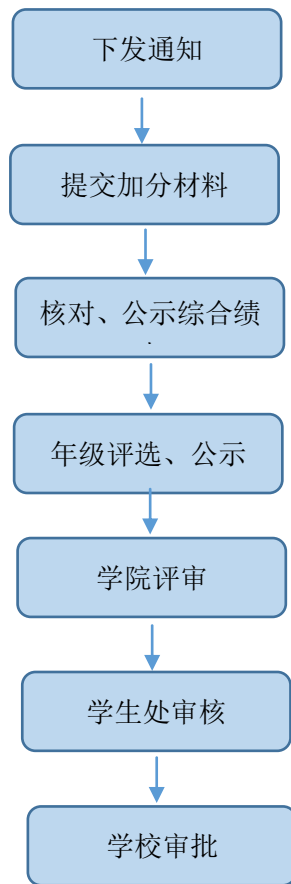 下发通知
提交加分材料
核对、公示综合绩
年级评选、公示
学院评审
学生处审核
学校审批